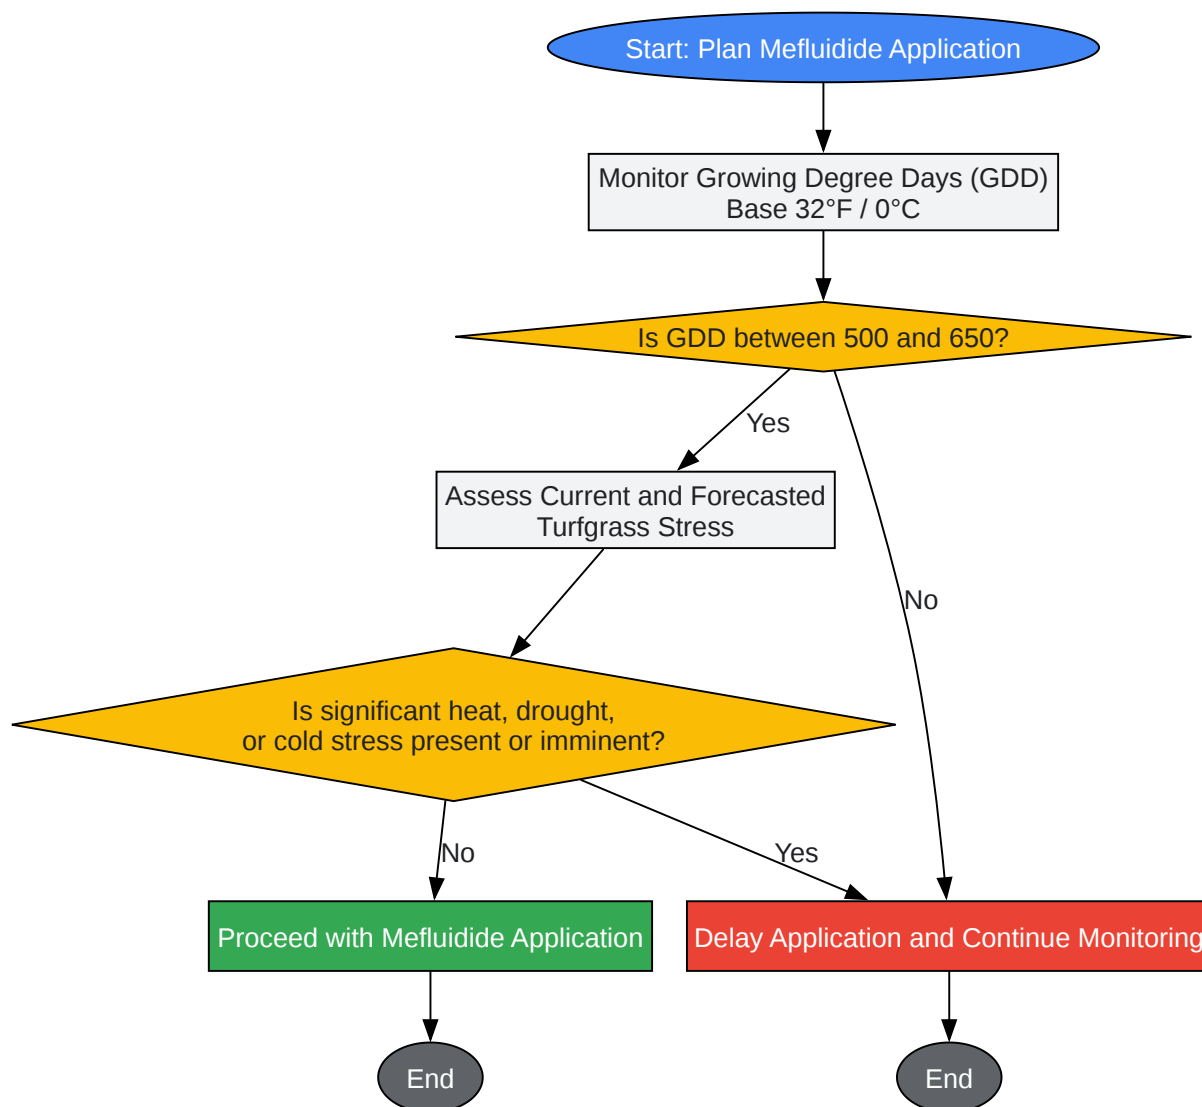 Start: Plan Mefluidide Application
Monitor Growing Degree Days (GDD)
Base 32°F / 0°C
Is GDD between 500 and 650?
Yes
Assess Current and Forecasted
Turfgrass Stress
No
Is significant heat, drought,
or cold stress present or imminent?
No
Yes
Proceed with Mefluidide Application
Delay Application and Continue Monitoring
End
End